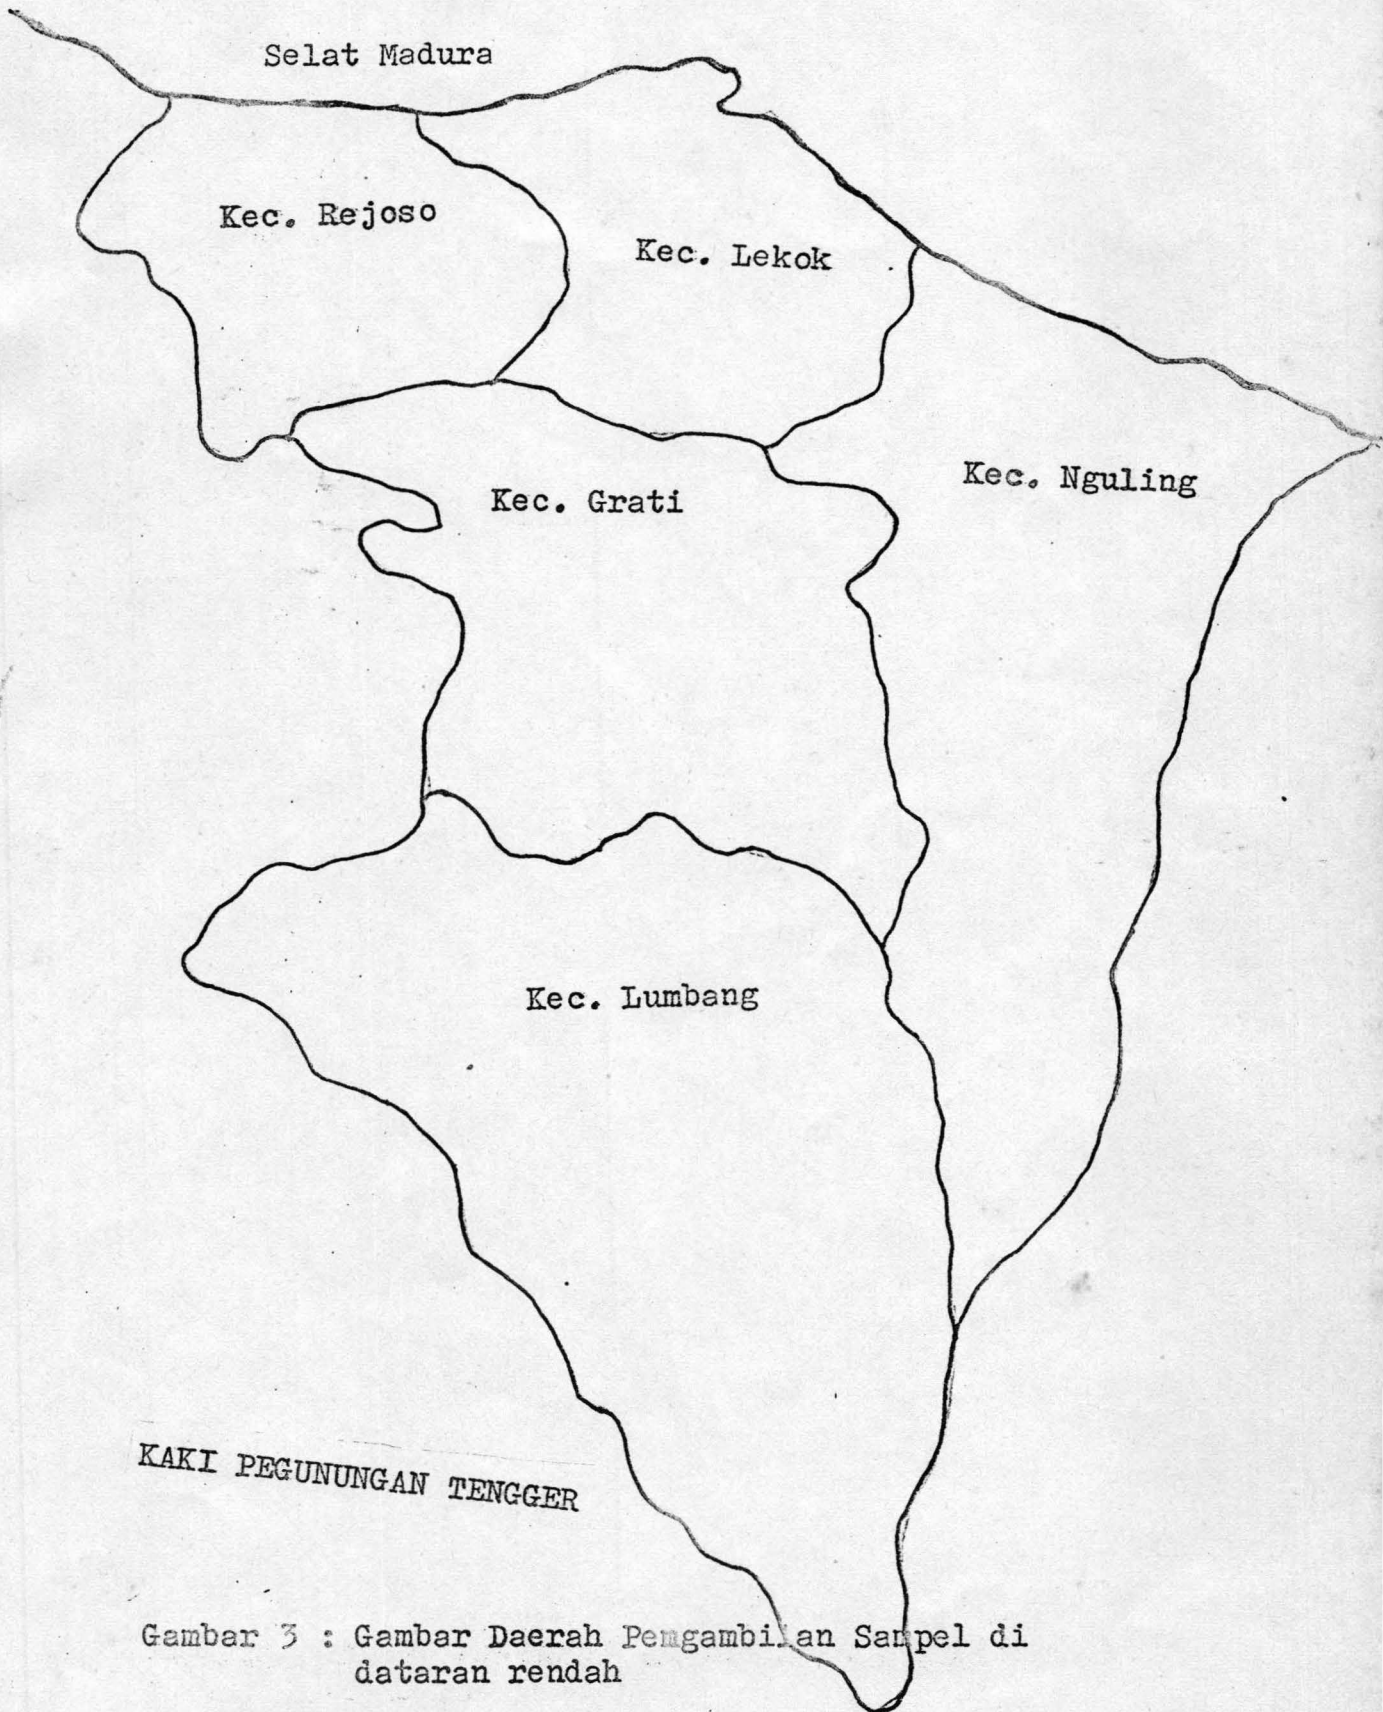 Selat Madura
Kec. Rejoso
Kec. Lekok
Kec. Grati
Kec. Nguling
Kec. Lumbang
KAKI PEGUNUNGAN TENGGER
Gambar 3 : Gambar Daerah Pengambilan Sampel di
dataran rendah